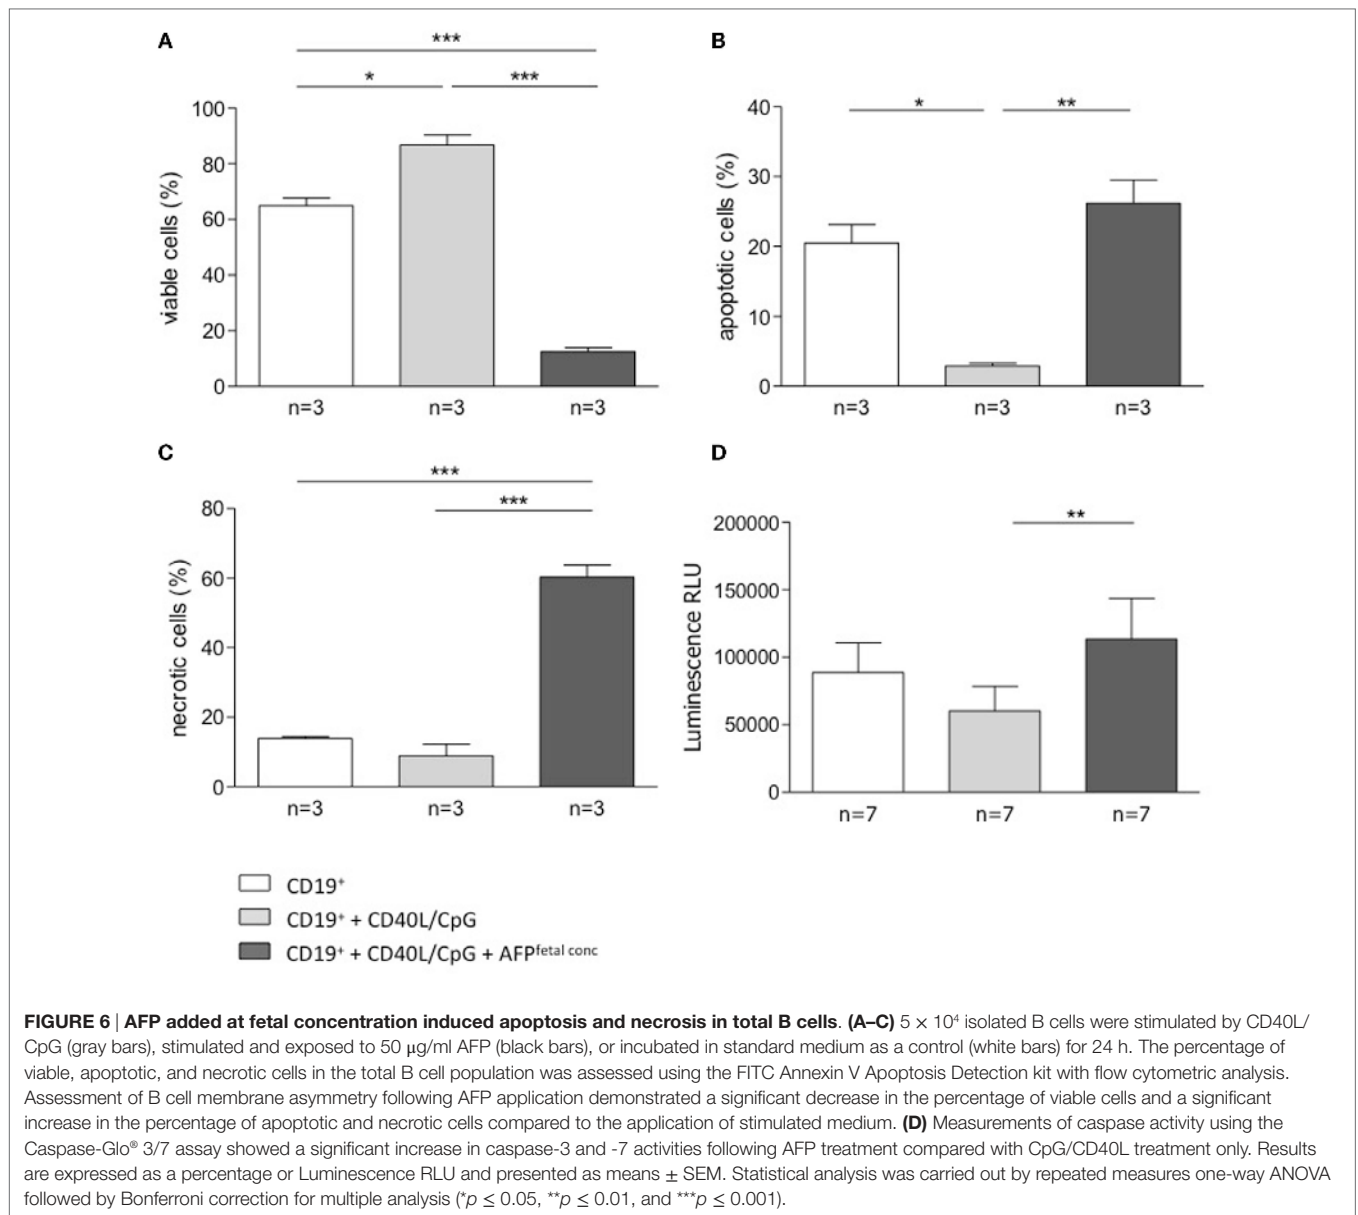 A
***
*
***
viable cells (%)
100
80
60
40
20
0
n=3
n=3
n=3
B
*
**
apoptotic cells (%)
40
30
20
10
0
n=3
n=3
n=3
C
***
***
necrotic cells (%)
80
60
40
20
0
n=3
n=3
n=3
D
**
Luminescence RLU
200000
150000
100000
50000
0
n=7
n=7
n=7
CD19⁺
CD19⁺ + CD40L/CpG
CD19⁺ + CD40L/CpG + AFPfetal conc
FIGURE 6 | AFP added at fetal concentration induced apoptosis and necrosis in total B cells. (A–C) 5 × 10⁴ isolated B cells were stimulated by CD40L/
CpG (gray bars), stimulated and exposed to 50 μg/ml AFP (black bars), or incubated in standard medium as a control (white bars) for 24 h. The percentage of
viable, apoptotic, and necrotic cells in the total B cell population was assessed using the FITC Annexin V Apoptosis Detection kit with flow cytometric analysis.
Assessment of B cell membrane asymmetry following AFP application demonstrated a significant decrease in the percentage of viable cells and a significant
increase in the percentage of apoptotic and necrotic cells compared to the application of stimulated medium. (D) Measurements of caspase activity using the
Caspase-Glo® 3/7 assay showed a significant increase in caspase-3 and -7 activities following AFP treatment compared with CpG/CD40L treatment only. Results
are expressed as a percentage or Luminescence RLU and presented as means ± SEM. Statistical analysis was carried out by repeated measures one-way ANOVA
followed by Bonferroni correction for multiple analysis (*p ≤ 0.05, **p ≤ 0.01, and ***p ≤ 0.001).